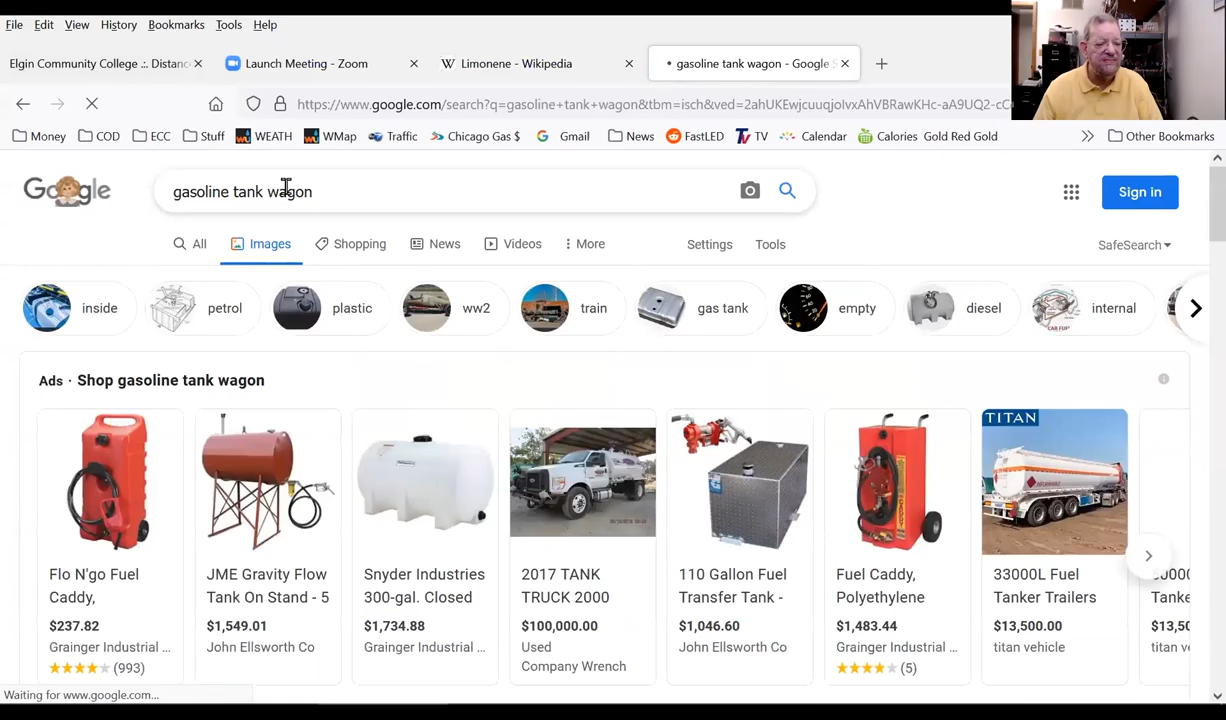 File Edit View History Bookmarks Tools Help
Elgin Community College .:. Distanc × Launch Meeting - Zoom × Limonene - Wikipedia × gasoline tank wagon - Google S ×
https://www.google.com/search?q=gasoline+tank+wagon&tbm=isch&ved=2ahUKEwjcuuqjoIvxAhVBRawKHc-aA9UQ2-cC
Money COD ECC Stuff WEATH WMap Traffic Chicago Gas $ Gmail News FastLED TV Calendar Calories Gold Red Gold Other Bookmarks
Google gasoline tank wagon Sign in
All Images Shopping News Videos More Settings Tools SafeSearch
inside petrol plastic ww2 train gas tank empty diesel internal
Ads · Shop gasoline tank wagon
TITAN
Flo N'go Fuel Caddy,
$237.82
Grainger Industrial ...
(993)
JME Gravity Flow Tank On Stand - 5
$1,549.01
John Ellsworth Co
Snyder Industries 300-gal. Closed
$1,734.88
Grainger Industrial ...
2017 TANK TRUCK 2000
$100,000.00
Used
Company Wrench
110 Gallon Fuel Transfer Tank -
$1,046.60
John Ellsworth Co
Fuel Caddy, Polyethylene
$1,483.44
Grainger Industrial ...
(5)
33000L Fuel Tanker Trailers
$13,500.00
titan vehicle
Tanke
$13,50
titan ve
Waiting for www.google.com...